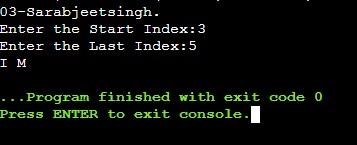 03-Sarabjeetsingh.
Enter the Start Index:3
Enter the Last Index:5
I M
...Program finished with exit code 0
Press ENTER to exit console.